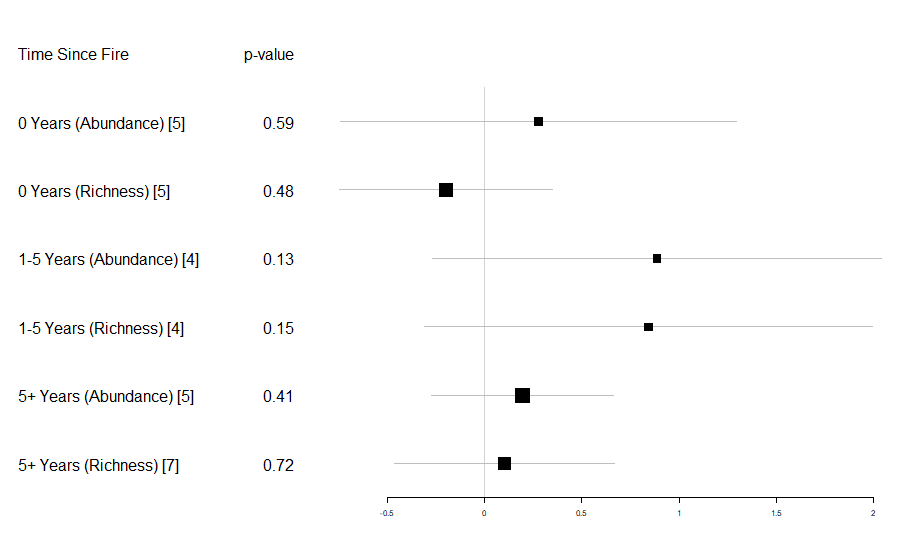 Time Since Fire p-value
0 Years (Abundance) [5] 0.59
0 Years (Richness) [5] 0.48
1-5 Years (Abundance) [4] 0.13
1-5 Years (Richness) [4] 0.15
5+ Years (Abundance) [5] 0.41
5+ Years (Richness) [7] 0.72
-0.5 0 0.5 1 1.5 2